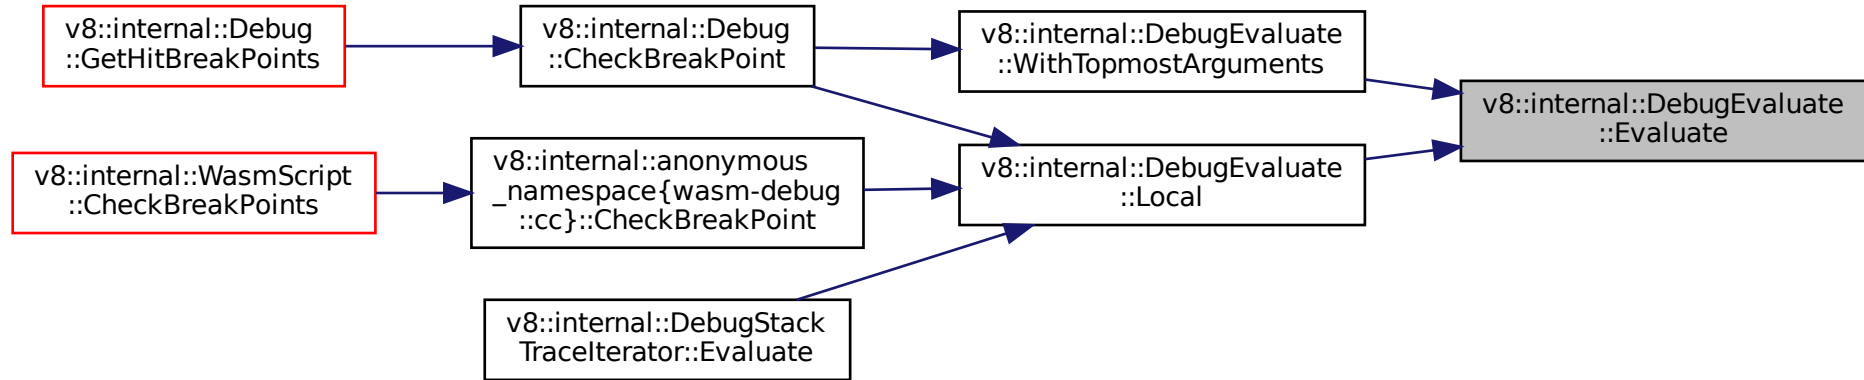 v8::internal::Debug
::GetHitBreakPoints
v8::internal::Debug
::CheckBreakPoint
v8::internal::DebugEvaluate
::WithTopmostArguments
v8::internal::DebugEvaluate
::Evaluate
v8::internal::WasmScript
::CheckBreakPoints
v8::internal::anonymous
_namespace{wasm-debug
::cc}::CheckBreakPoint
v8::internal::DebugEvaluate
::Local
v8::internal::DebugStack
TraceIterator::Evaluate